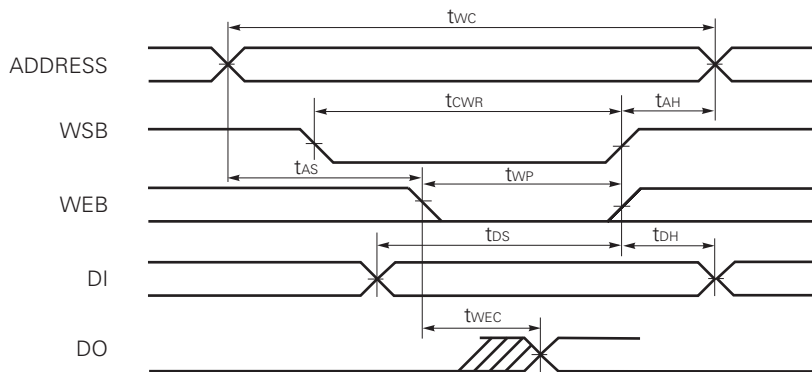 tWC
ADDRESS
tCWR
tAH
WSB
tAS
tWP
WEB
tDS
tDH
DI
tWEC
DO